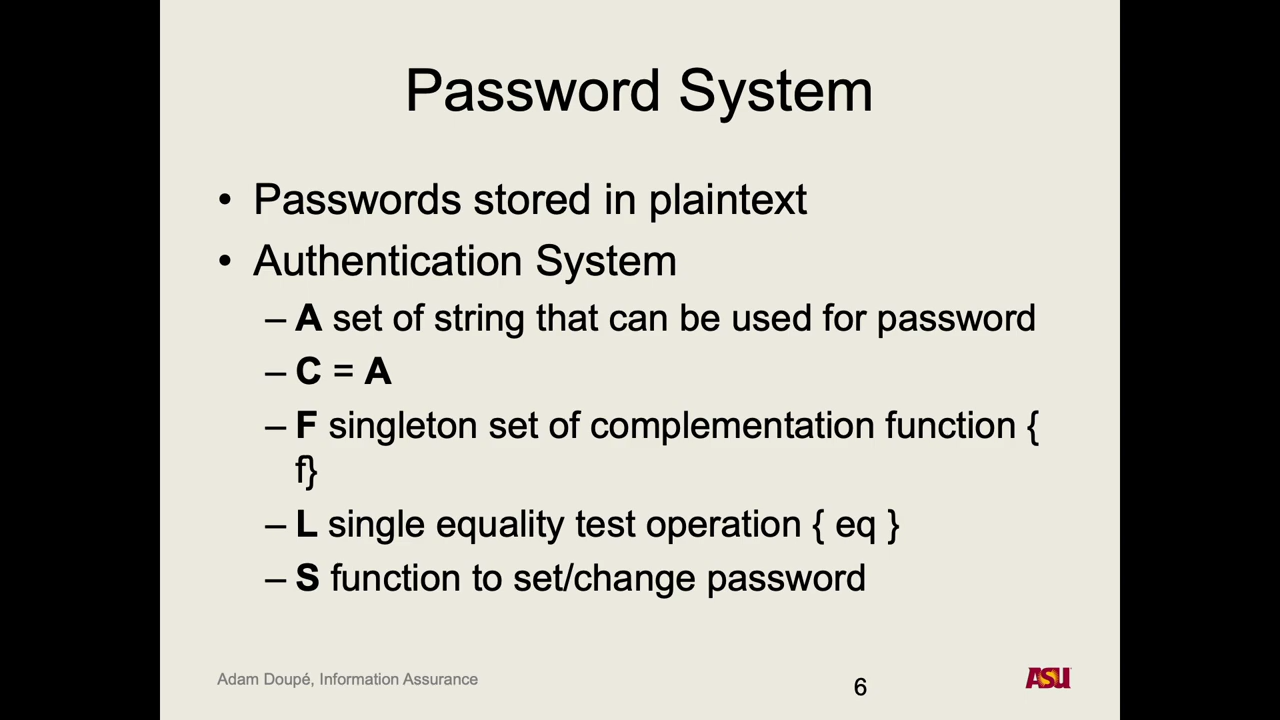 Password System
• Passwords stored in plaintext
• Authentication System
– A set of string that can be used for password
– C = A
– F singleton set of complementation function {
f}
– L single equality test operation { eq }
– S function to set/change password
Adam Doupé, Information Assurance
6
ASU